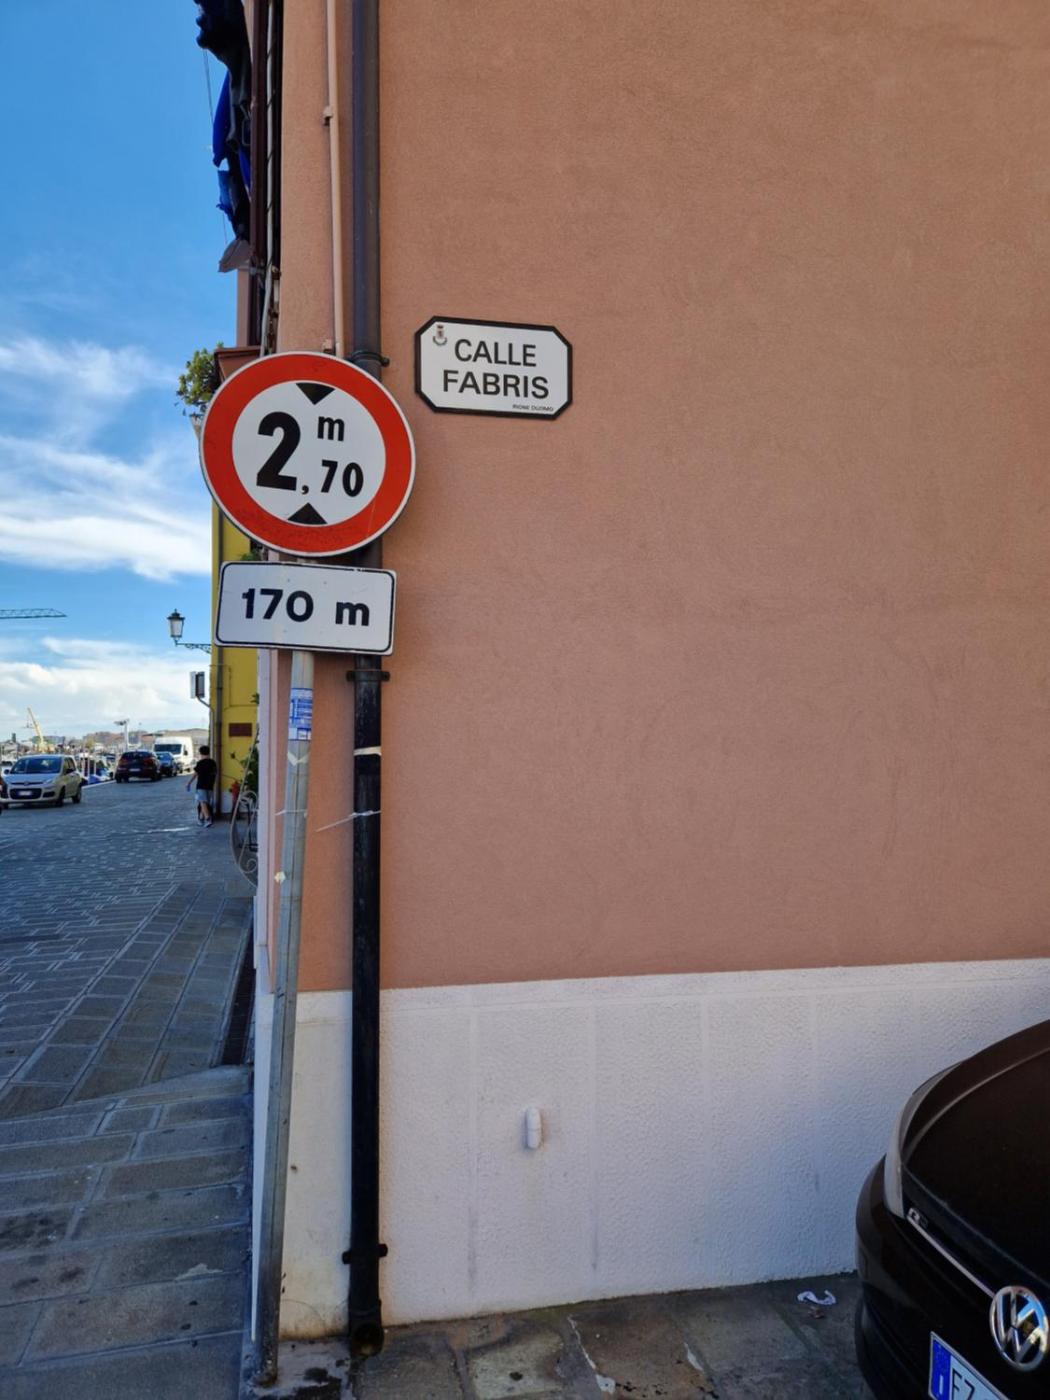 CALLE
FABRIS
RIONE DUOMO
2,70 m
170 m